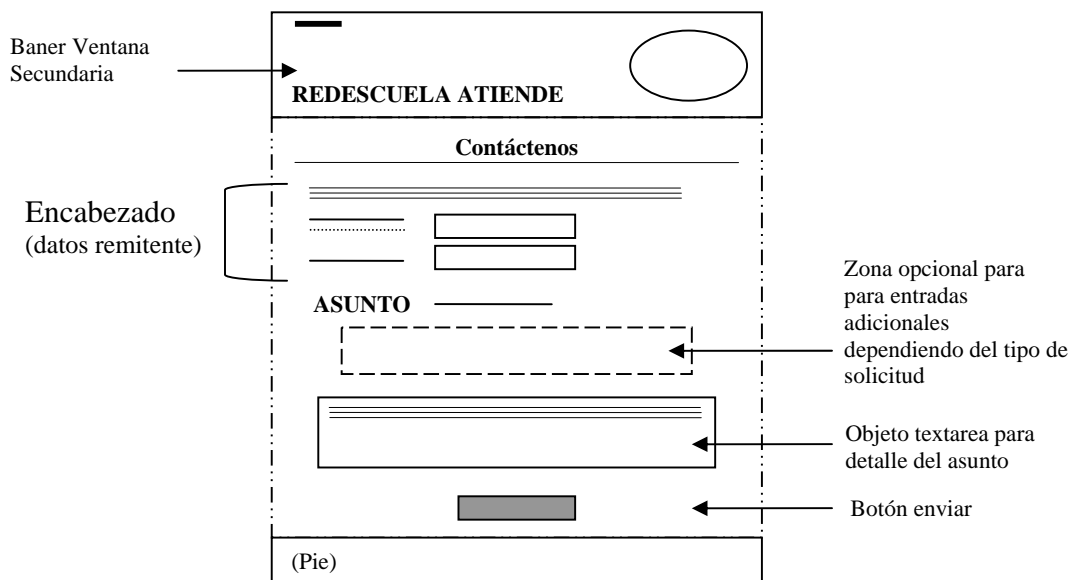 Baner Ventana
Secundaria
REDESCUELA ATIENDE
Contáctenos
Encabezado
(datos remitente)
ASUNTO
Zona opcional para
para entradas
adicionales
dependiendo del tipo de
solicitud
Objeto textarea para
detalle del asunto
Botón enviar
(Pie)